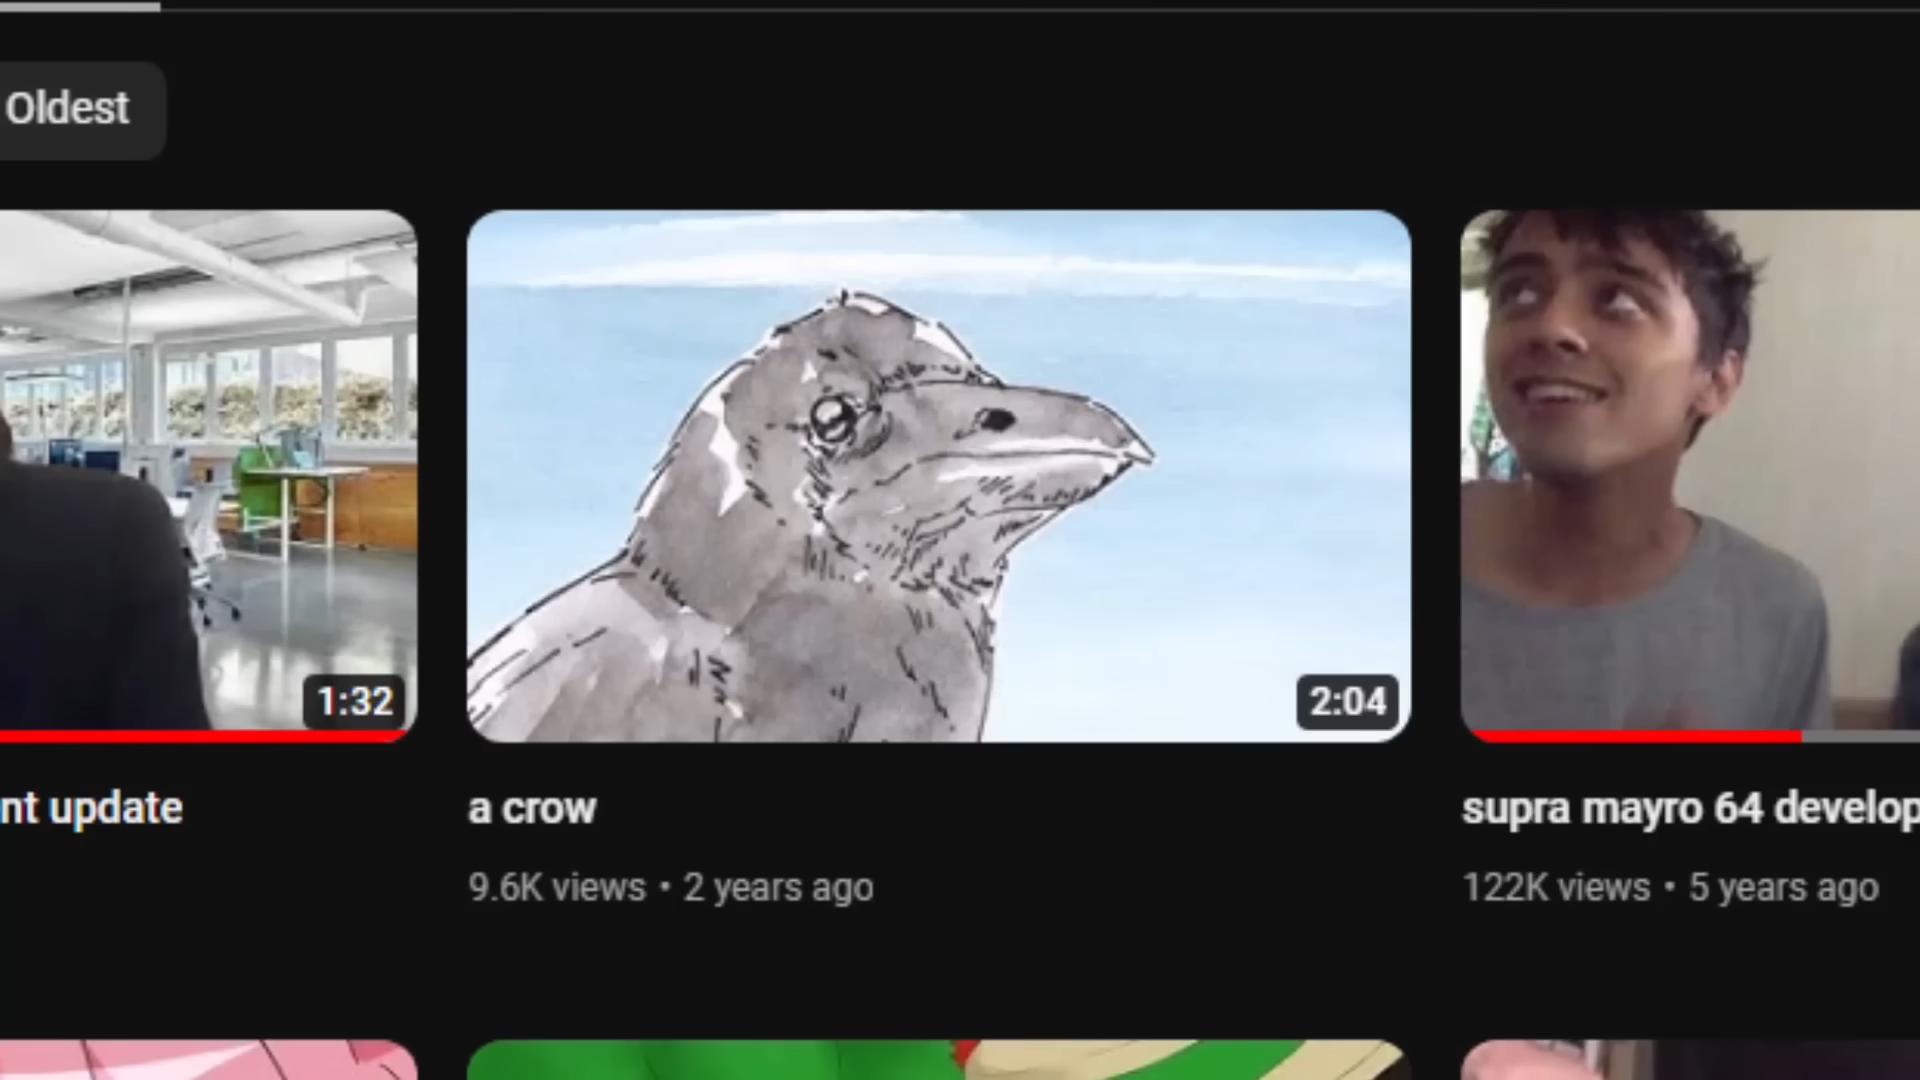 Oldest
1:32
2:04
nt update
a crow
supra mayro 64 develop
9.6K views • 2 years ago
122K views • 5 years ago